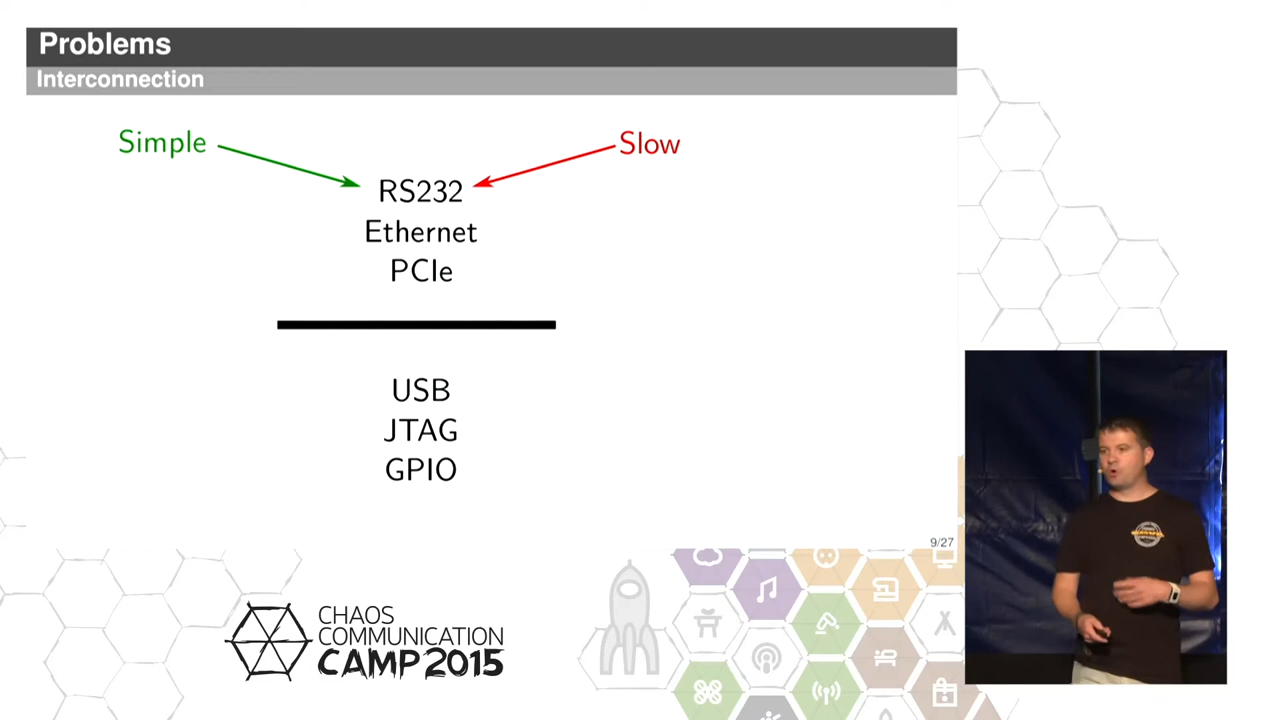 Problems
Interconnection
Simple
Slow
RS232
Ethernet
PCIe
USB
JTAG
GPIO
9/27
CHAOS
COMMUNICATION
CAMP 2015